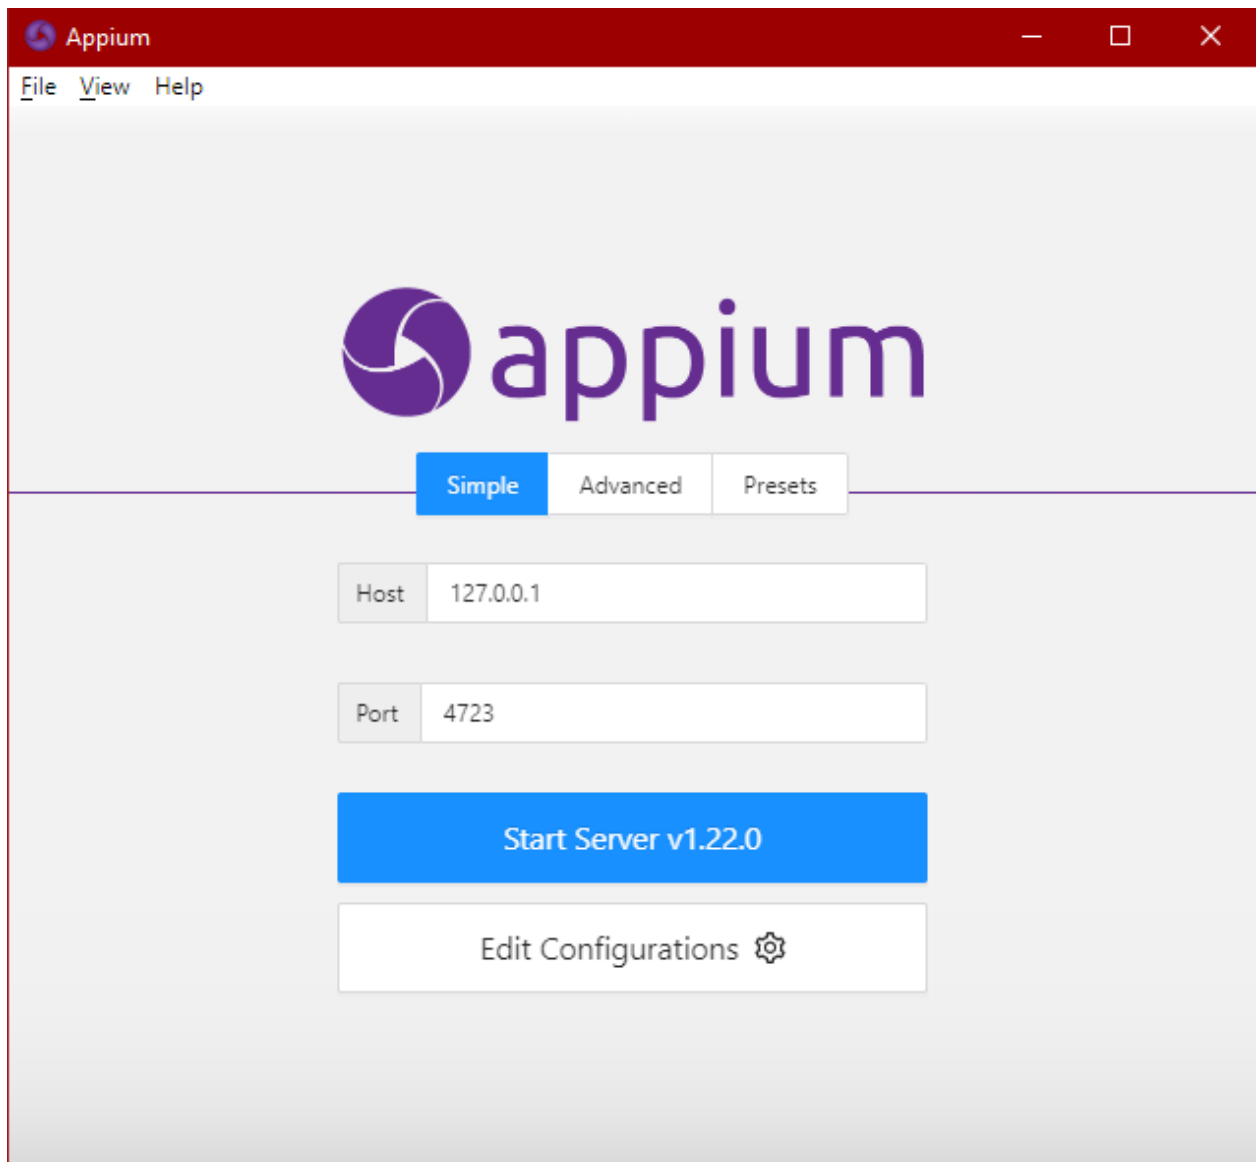 Appium
File View Help
appium
Simple Advanced Presets
Host 127.0.0.1
Port 4723
Start Server v1.22.0
Edit Configurations